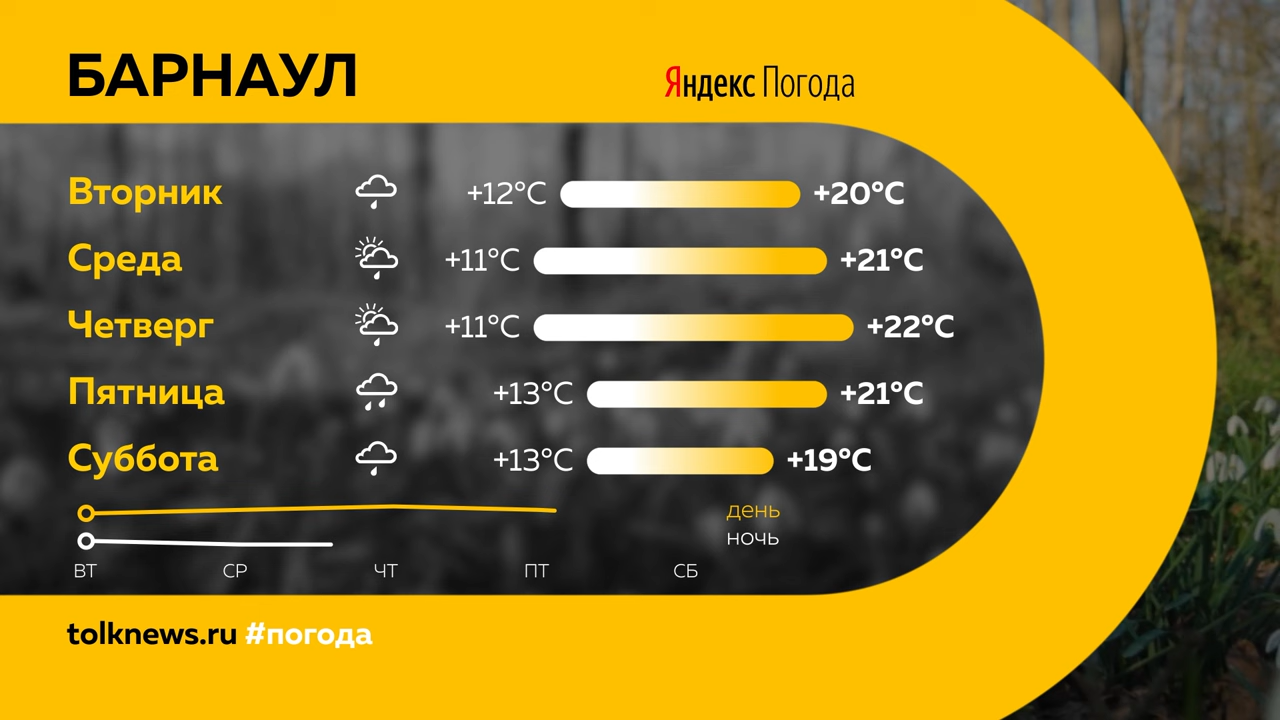 БАРНАУЛ
Яндекс Погода
Вторник +12°C +20°C
Среда +11°C +21°C
Четверг +11°C +22°C
Пятница +13°C +21°C
Суббота +13°C +19°C
день
ночь
ВТ СР ЧТ ПТ СБ
tolknews.ru #погода